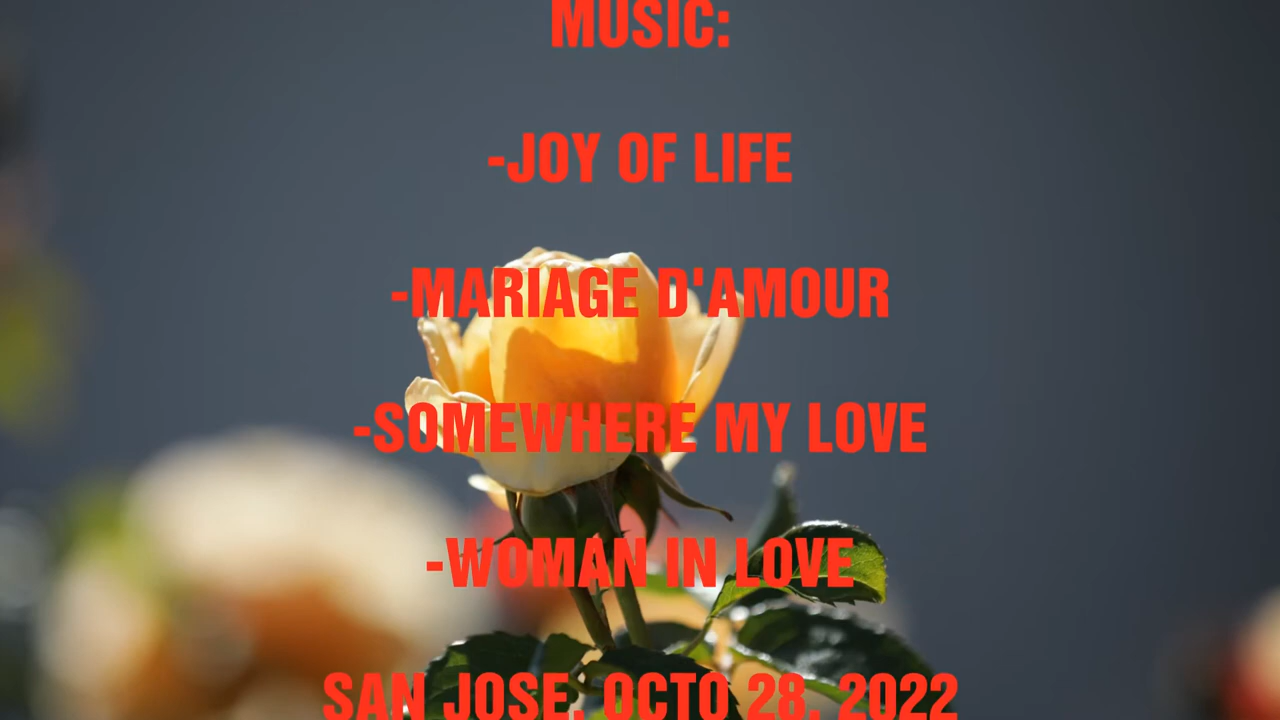 MUSIC:
-JOY OF LIFE
-MARIAGE D'AMOUR
-SOMEWHERE MY LOVE
-WOMAN IN LOVE
SAN JOSE, OCTO 28, 2022